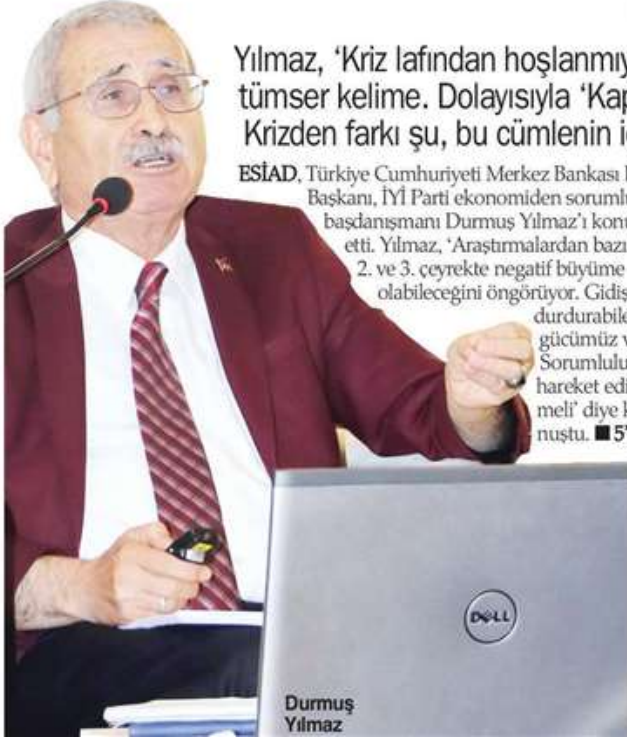 Yılmaz, ‘Kriz lafından hoşlanmıy
tümser kelime. Dolayısıyla ‘Kap
Krizden farkı şu, bu cümlenin i
ESİAD, Türkiye Cumhuriyeti Merkez Bankası
Başkanı, İYİ Parti ekonomiden sorumlu
başdanışmanı Durmuş Yılmaz’ı konu
etti. Yılmaz, ‘Araştırmalardan bazı
2. ve 3. çeyrekte negatif büyüme
olabileceğini öngörüyor. Gidiş
durdurabile
gücümüz v
Sorumlulu
hareket edi
meli’ diye k
nuştu. ■ 5’
DELL
Durmuş
Yılmaz